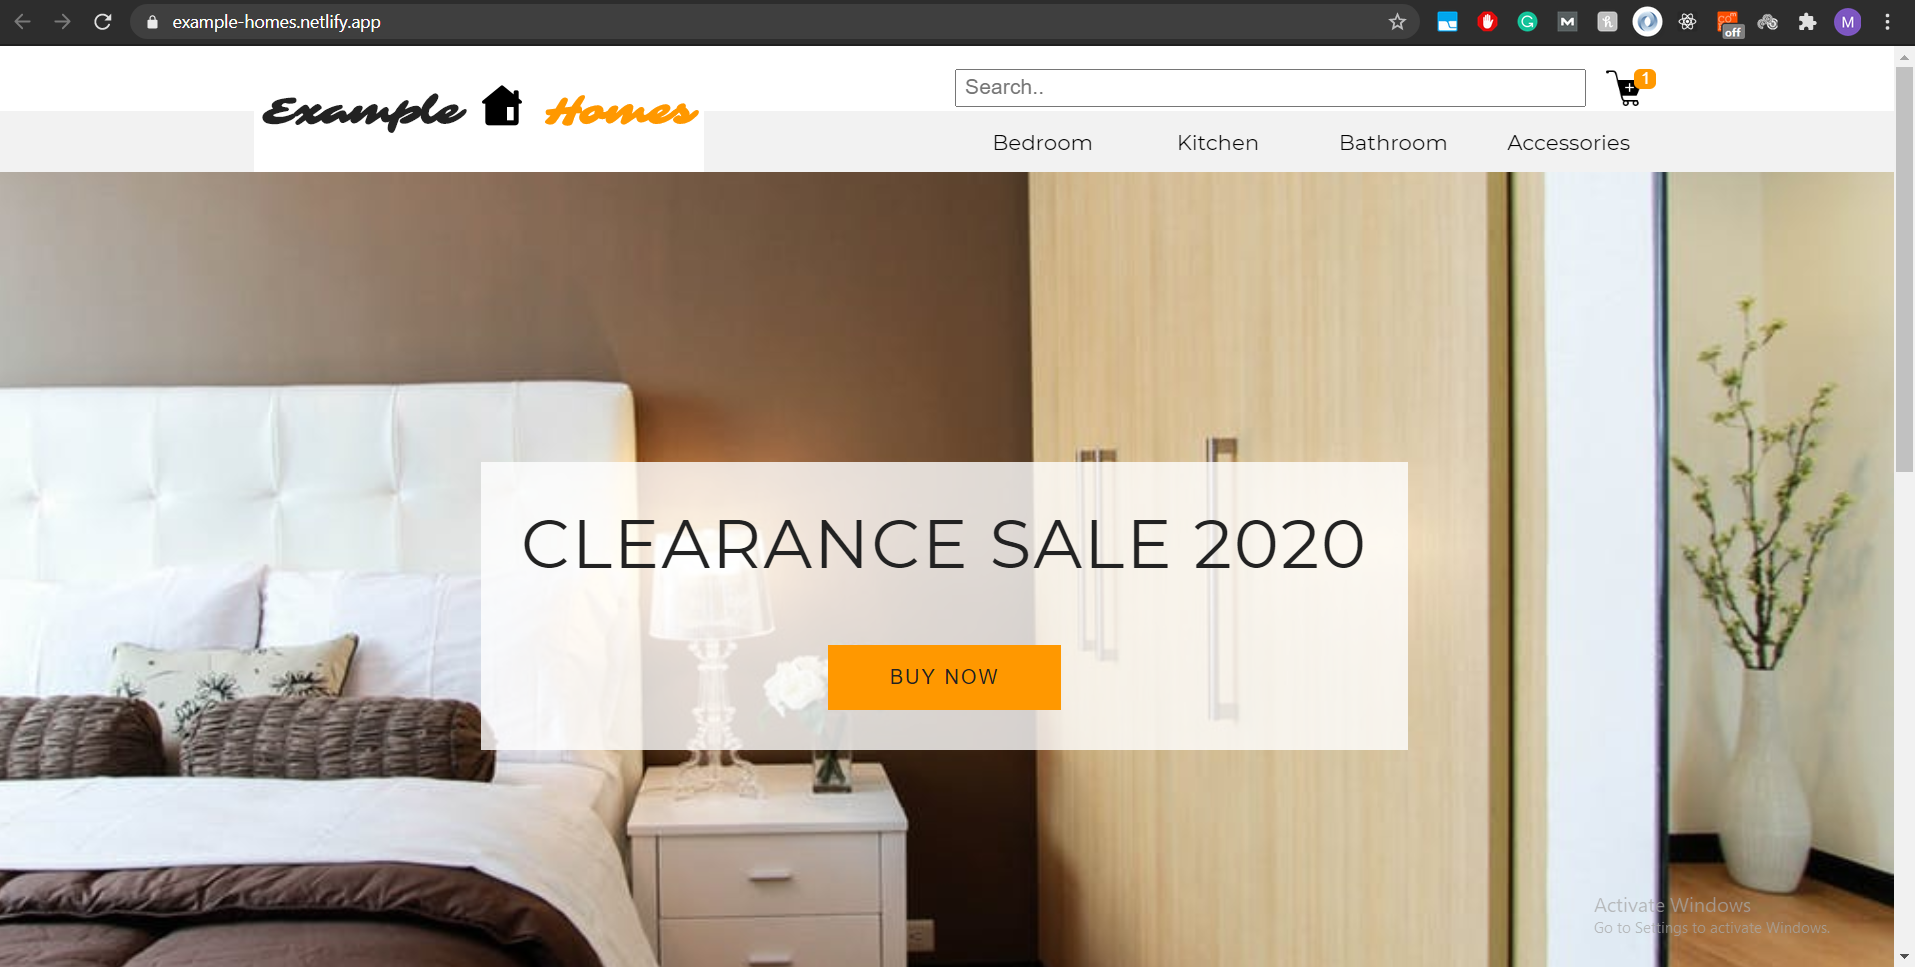 example-homes.netlify.app
off
M
Example Homes
Search..
1
Bedroom Kitchen Bathroom Accessories
CLEARANCE SALE 2020
BUY NOW
Activate Windows
Go to Settings to activate Windows.